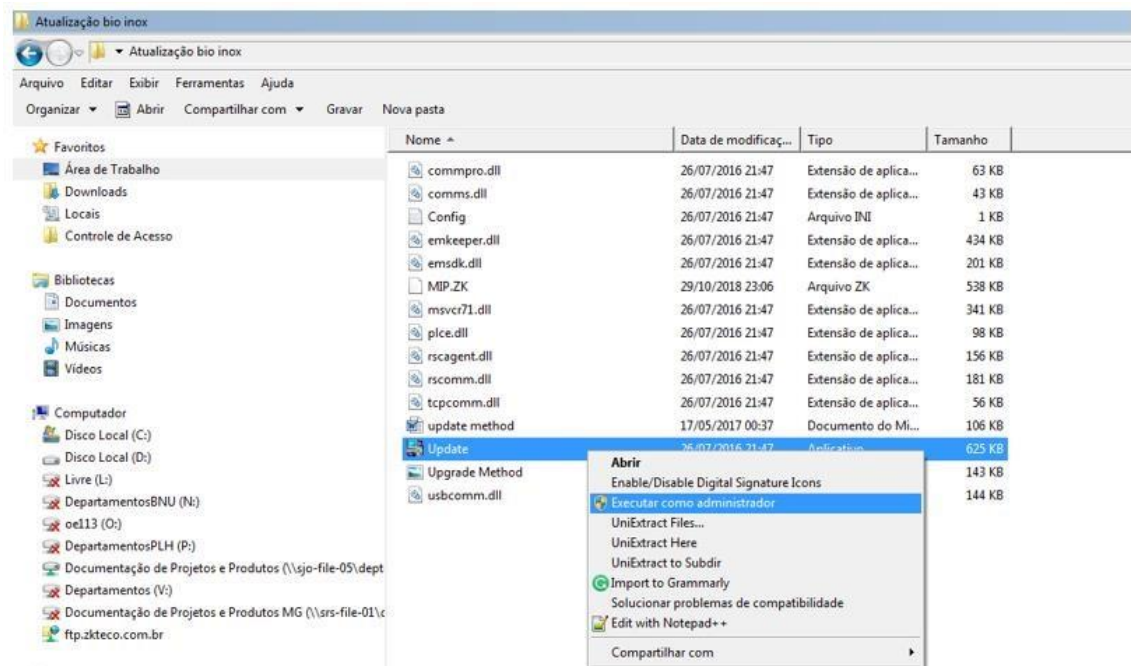 Atualização bio inox
Atualização bio inox
Arquivo Editar Exibir Ferramentas Ajuda
Organizar Abrir Compartilhar com Gravar Nova pasta
Favoritos
Área de Trabalho
Downloads
Locais
Controle de Acesso
Bibliotecas
Documentos
Imagens
Músicas
Vídeos
Computador
Disco Local (C:)
Disco Local (D:)
Livre (L:)
DepartamentosBNU (N:)
oe113 (O:)
DepartamentosPLH (P:)
Documentação de Projetos e Produtos (\\sjo-file-05\dept
Departamentos (V:)
Documentação de Projetos e Produtos MG (\\srs-file-01\c
ftp.zkteco.com.br
Nome Data de modificaç... Tipo Tamanho
commpro.dll 26/07/2016 21:47 Extensão de aplica... 63 KB
comms.dll 26/07/2016 21:47 Extensão de aplica... 43 KB
Config 26/07/2016 21:47 Arquivo INI 1 KB
emkeeper.dll 26/07/2016 21:47 Extensão de aplica... 434 KB
emsdk.dll 26/07/2016 21:47 Extensão de aplica... 201 KB
MIP.ZK 29/10/2018 23:06 Arquivo ZK 538 KB
msvcr71.dll 26/07/2016 21:47 Extensão de aplica... 341 KB
plce.dll 26/07/2016 21:47 Extensão de aplica... 98 KB
rscagent.dll 26/07/2016 21:47 Extensão de aplica... 156 KB
rscomm.dll 26/07/2016 21:47 Extensão de aplica... 181 KB
tcpcomm.dll 26/07/2016 21:47 Extensão de aplica... 56 KB
update method 17/05/2017 00:37 Documento do Mi... 106 KB
Update 26/07/2016 21:47 Aplicativo 625 KB
Upgrade Method 143 KB
usbcomm.dll 144 KB
Abrir
Enable/Disable Digital Signature Icons
Executar como administrador
UniExtract Files...
UniExtract Here
UniExtract to Subdir
Import to Grammarly
Solucionar problemas de compatibilidade
Edit with Notepad++
Compartilhar com